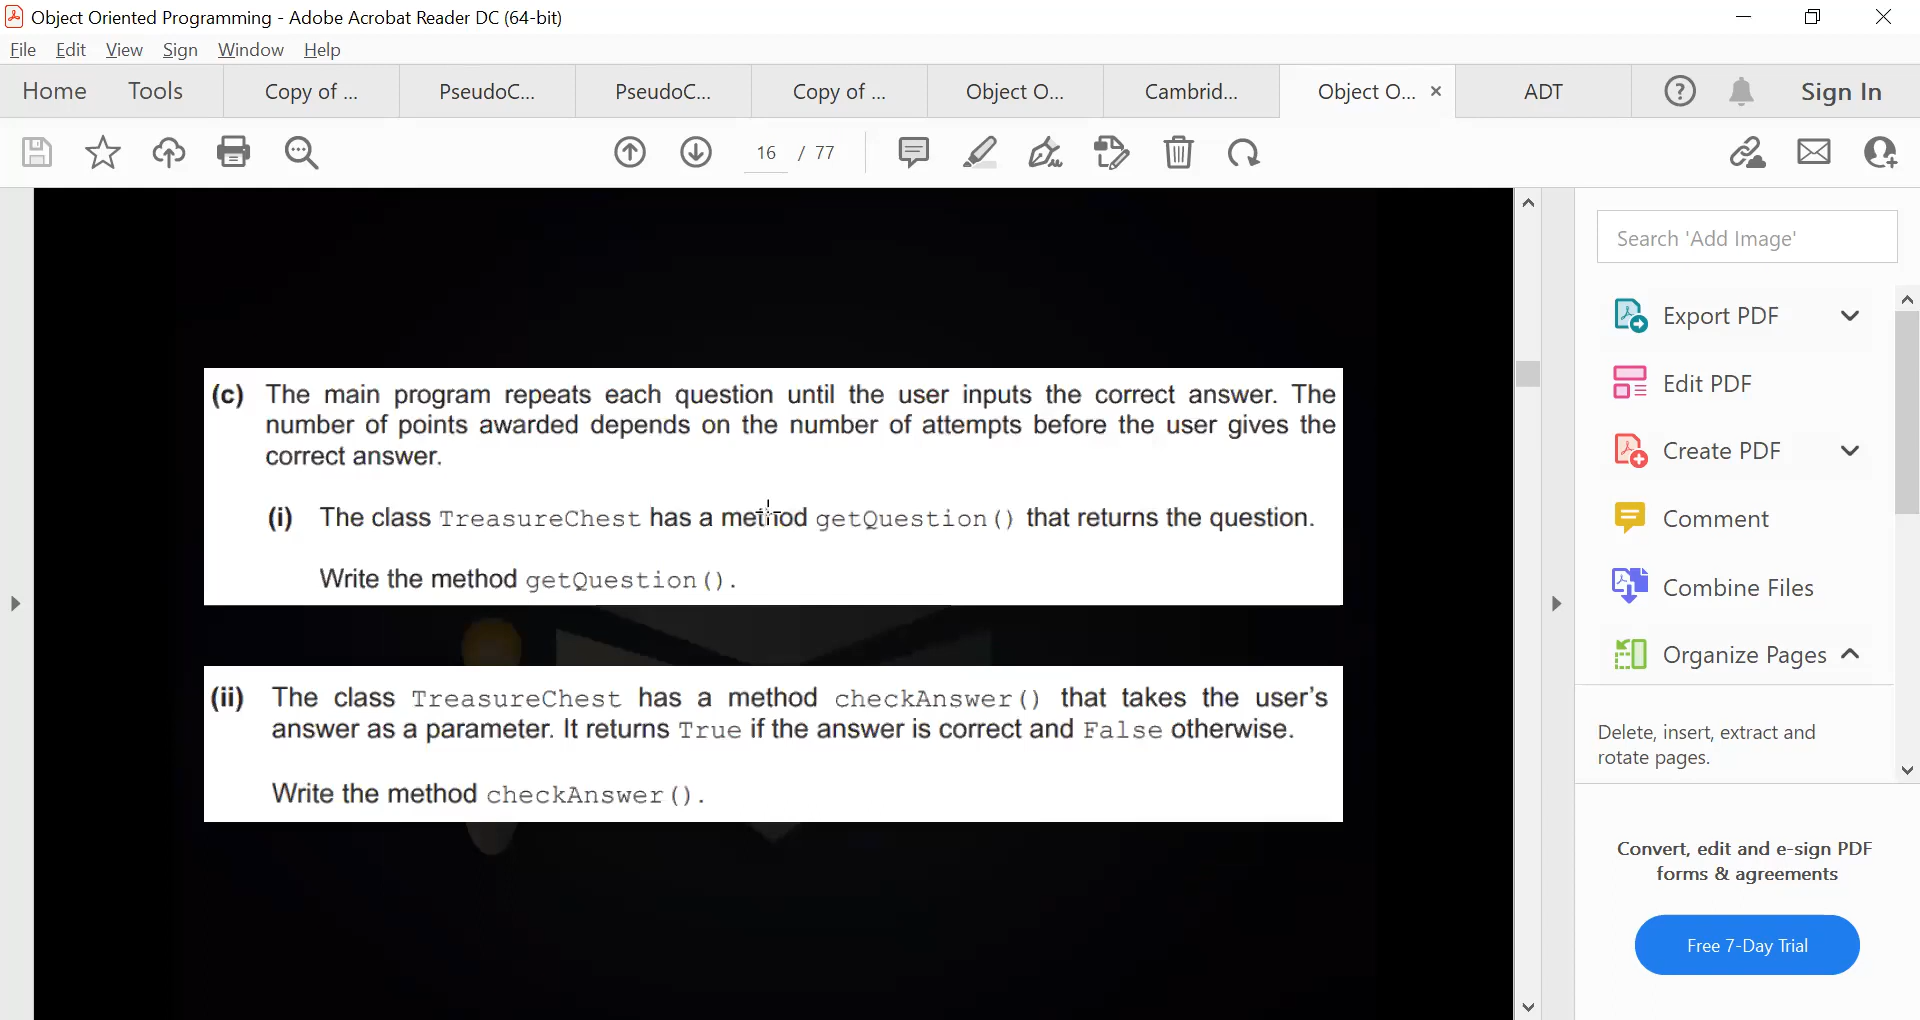 Object Oriented Programming - Adobe Acrobat Reader DC (64-bit)
File Edit View Sign Window Help
Home Tools Copy of ... PseudoC... PseudoC... Copy of ... Object O... Cambrid... Object O... × ADT ? Sign In
16 / 77
Search 'Add Image'
Export PDF
Edit PDF
Create PDF
Comment
Combine Files
Organize Pages
Delete, insert, extract and
rotate pages.
Convert, edit and e-sign PDF
forms & agreements
Free 7-Day Trial
(c) The main program repeats each question until the user inputs the correct answer. The
number of points awarded depends on the number of attempts before the user gives the
correct answer.
(i) The class TreasureChest has a method getQuestion() that returns the question.
Write the method getQuestion().
(ii) The class TreasureChest has a method checkAnswer() that takes the user's
answer as a parameter. It returns True if the answer is correct and False otherwise.
Write the method checkAnswer().